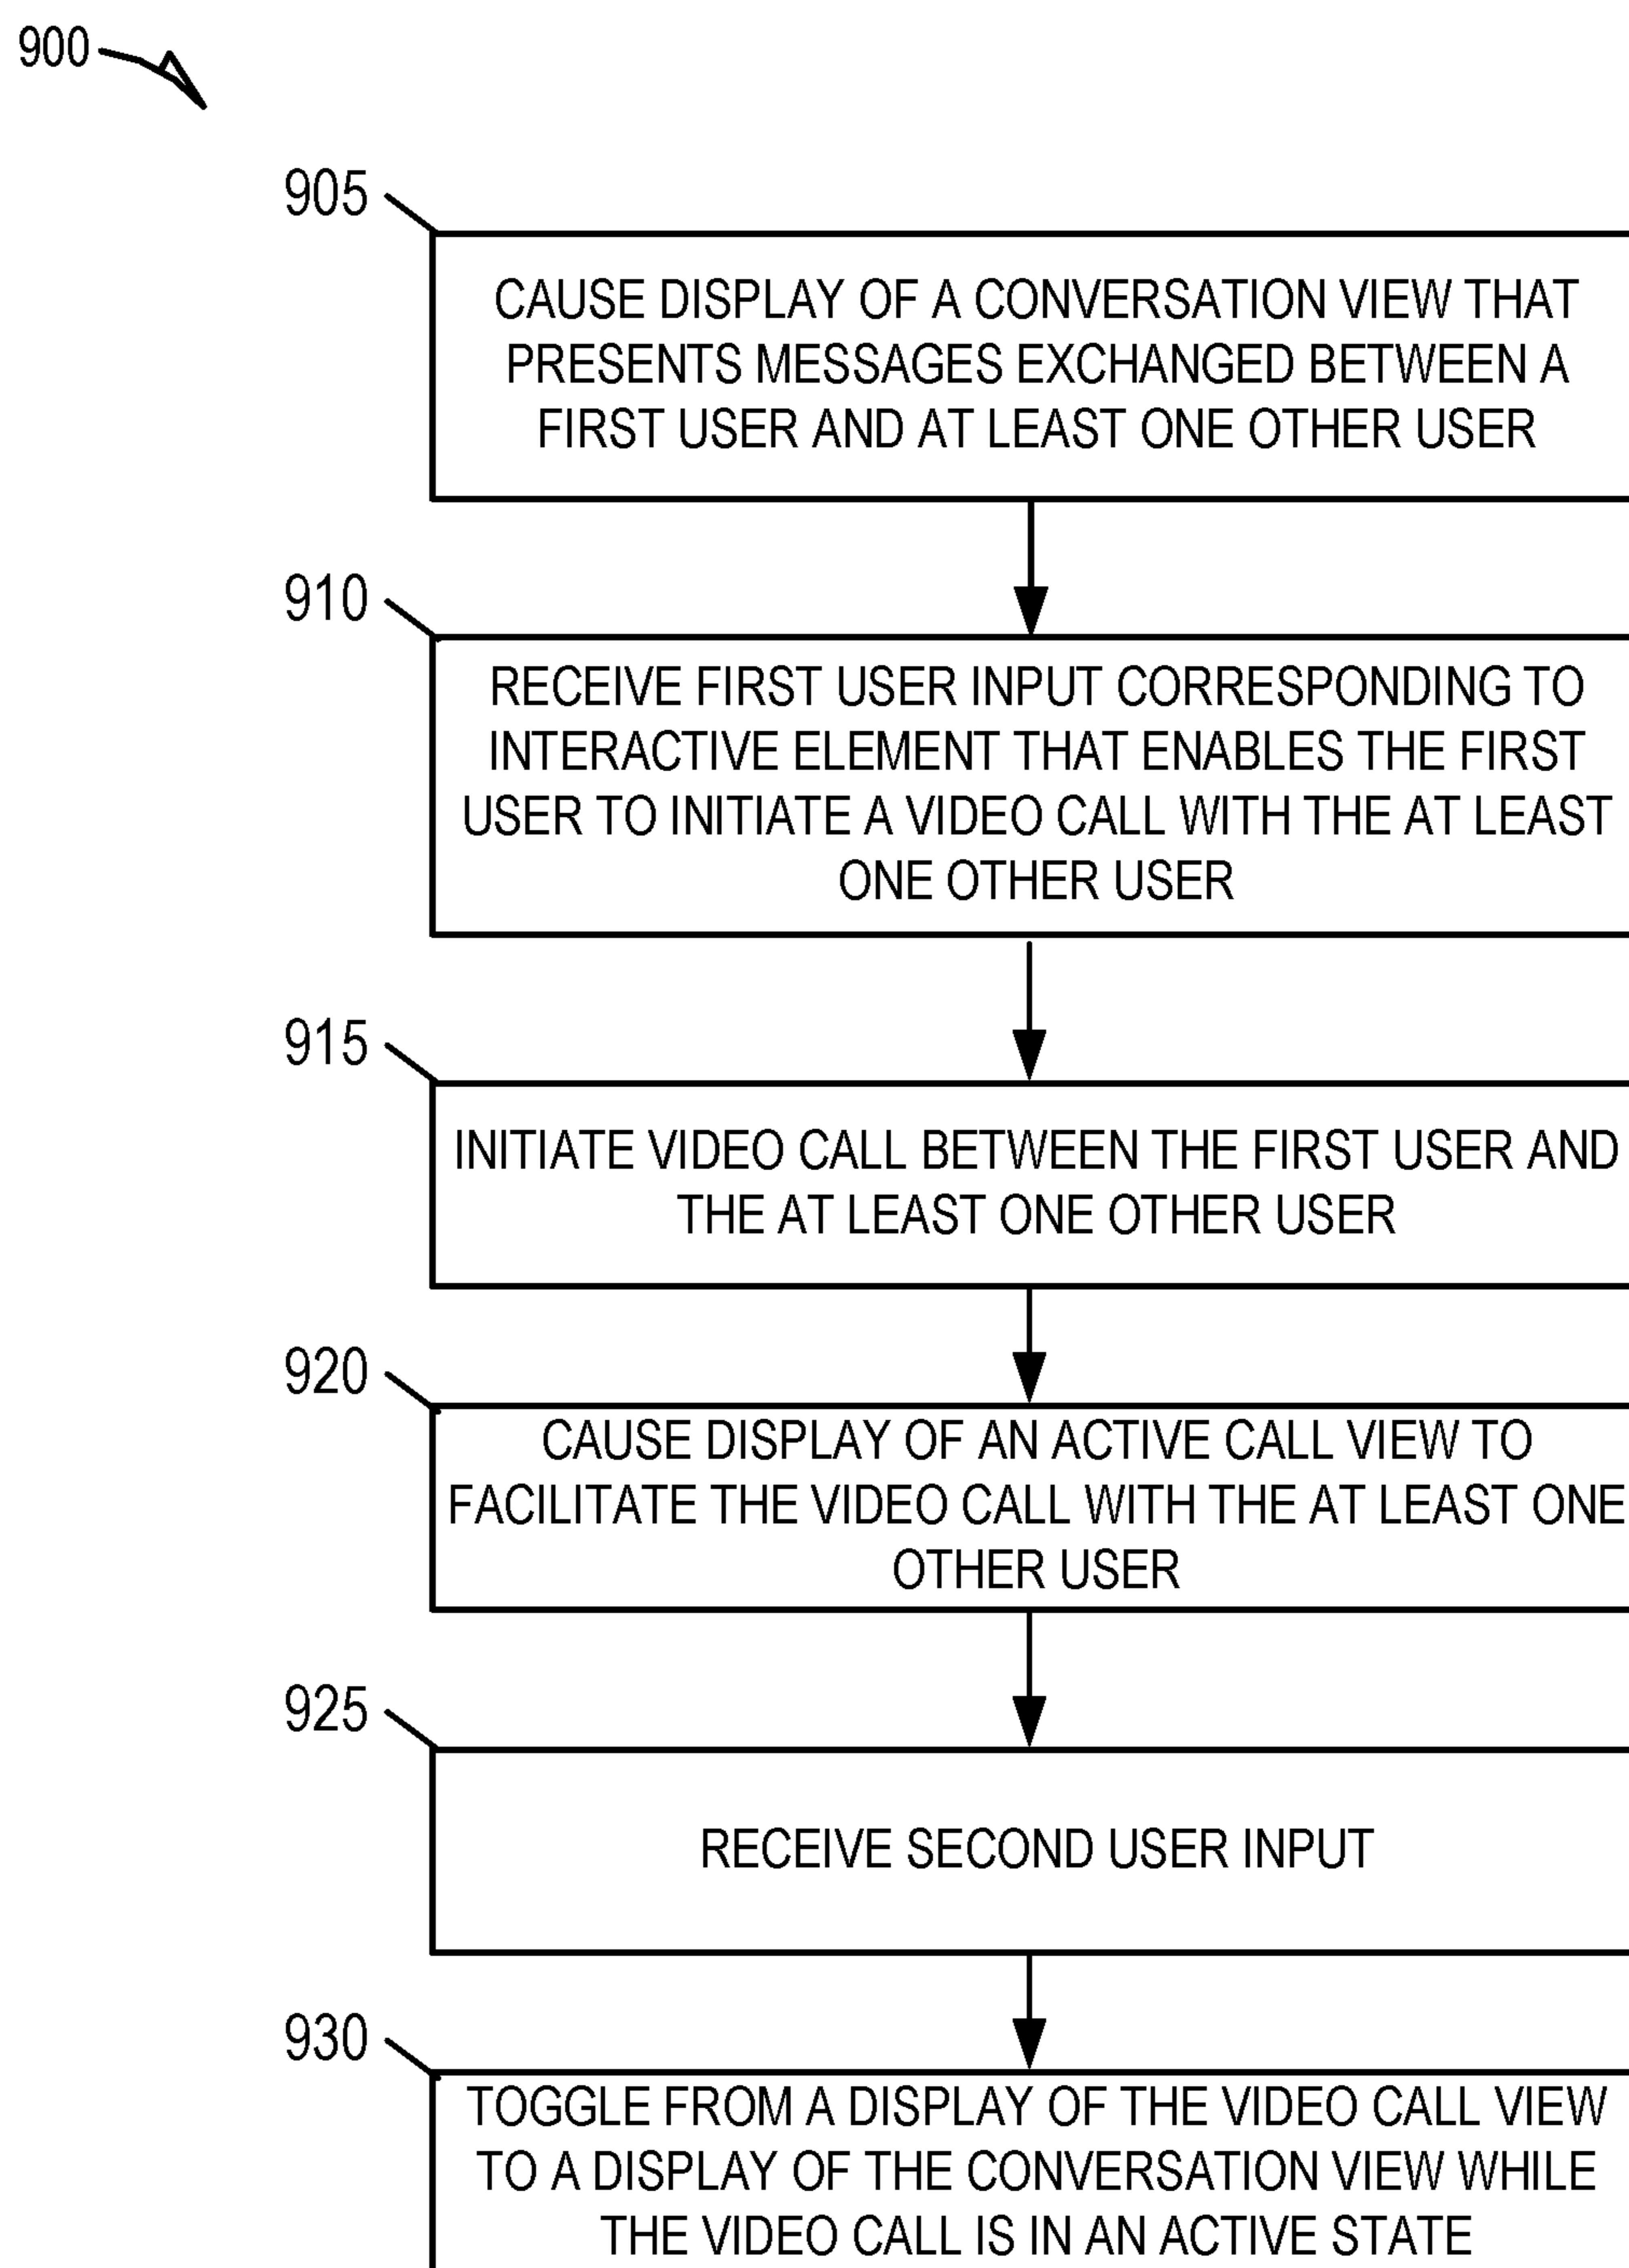 900
905
CAUSE DISPLAY OF A CONVERSATION VIEW THAT
PRESENTS MESSAGES EXCHANGED BETWEEN A
FIRST USER AND AT LEAST ONE OTHER USER
910
RECEIVE FIRST USER INPUT CORRESPONDING TO
INTERACTIVE ELEMENT THAT ENABLES THE FIRST
USER TO INITIATE A VIDEO CALL WITH THE AT LEAST
ONE OTHER USER
915
INITIATE VIDEO CALL BETWEEN THE FIRST USER AND
THE AT LEAST ONE OTHER USER
920
CAUSE DISPLAY OF AN ACTIVE CALL VIEW TO
FACILITATE THE VIDEO CALL WITH THE AT LEAST ONE
OTHER USER
925
RECEIVE SECOND USER INPUT
930
TOGGLE FROM A DISPLAY OF THE VIDEO CALL VIEW
TO A DISPLAY OF THE CONVERSATION VIEW WHILE
THE VIDEO CALL IS IN AN ACTIVE STATE